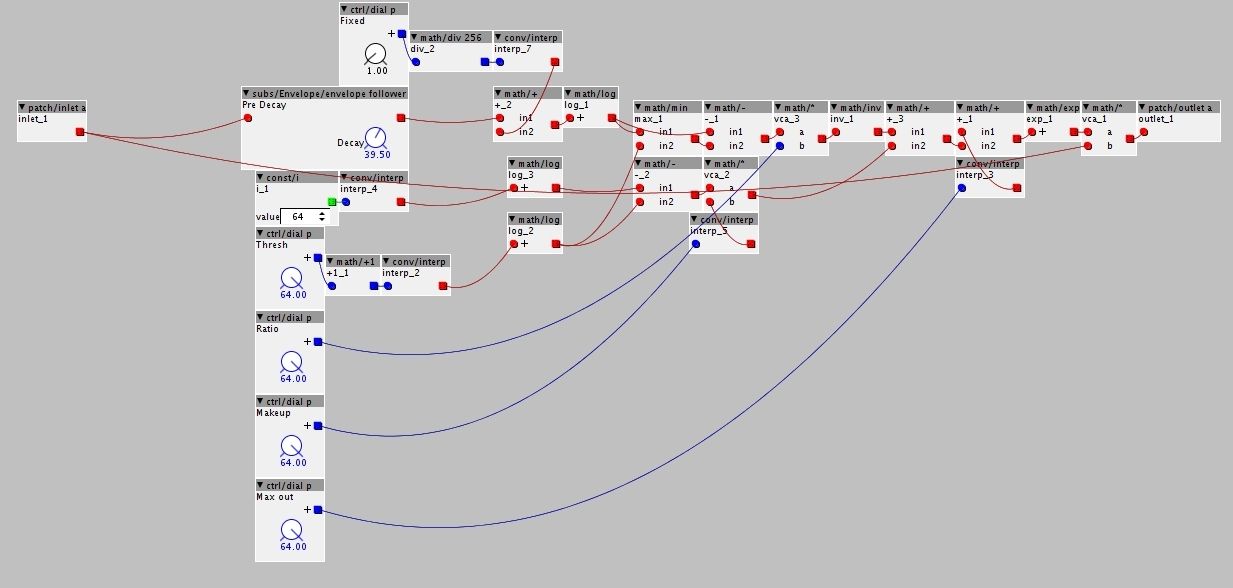 ctrl/dial p
Fixed
+
1.00
math/div 256
div_2
conv/interp
interp_7
patch/inlet a
inlet_1
subs/Envelope/envelope follower
Pre Decay
Decay
39.50
math/+
+_2
in1
in2
math/log
log_1
+
math/min
max_1
in1
in2
math/-
-_1
in1
in2
math/*
vca_3
a
b
math/inv
inv_1
math/+
+_3
in1
in2
math/+
+_1
in1
in2
math/exp
exp_1
+
math/*
vca_1
a
b
patch/outlet a
outlet_1
const/i
i_1
value 64
conv/interp
interp_4
math/log
log_3
+
math/-
-_2
in1
in2
math/*
vca_2
a
b
conv/interp
interp_3
math/log
log_2
+
conv/interp
interp_5
ctrl/dial p
Thresh
+
64.00
math/+1
+1_1
conv/interp
interp_2
ctrl/dial p
Ratio
+
64.00
ctrl/dial p
Makeup
+
64.00
ctrl/dial p
Max out
+
64.00